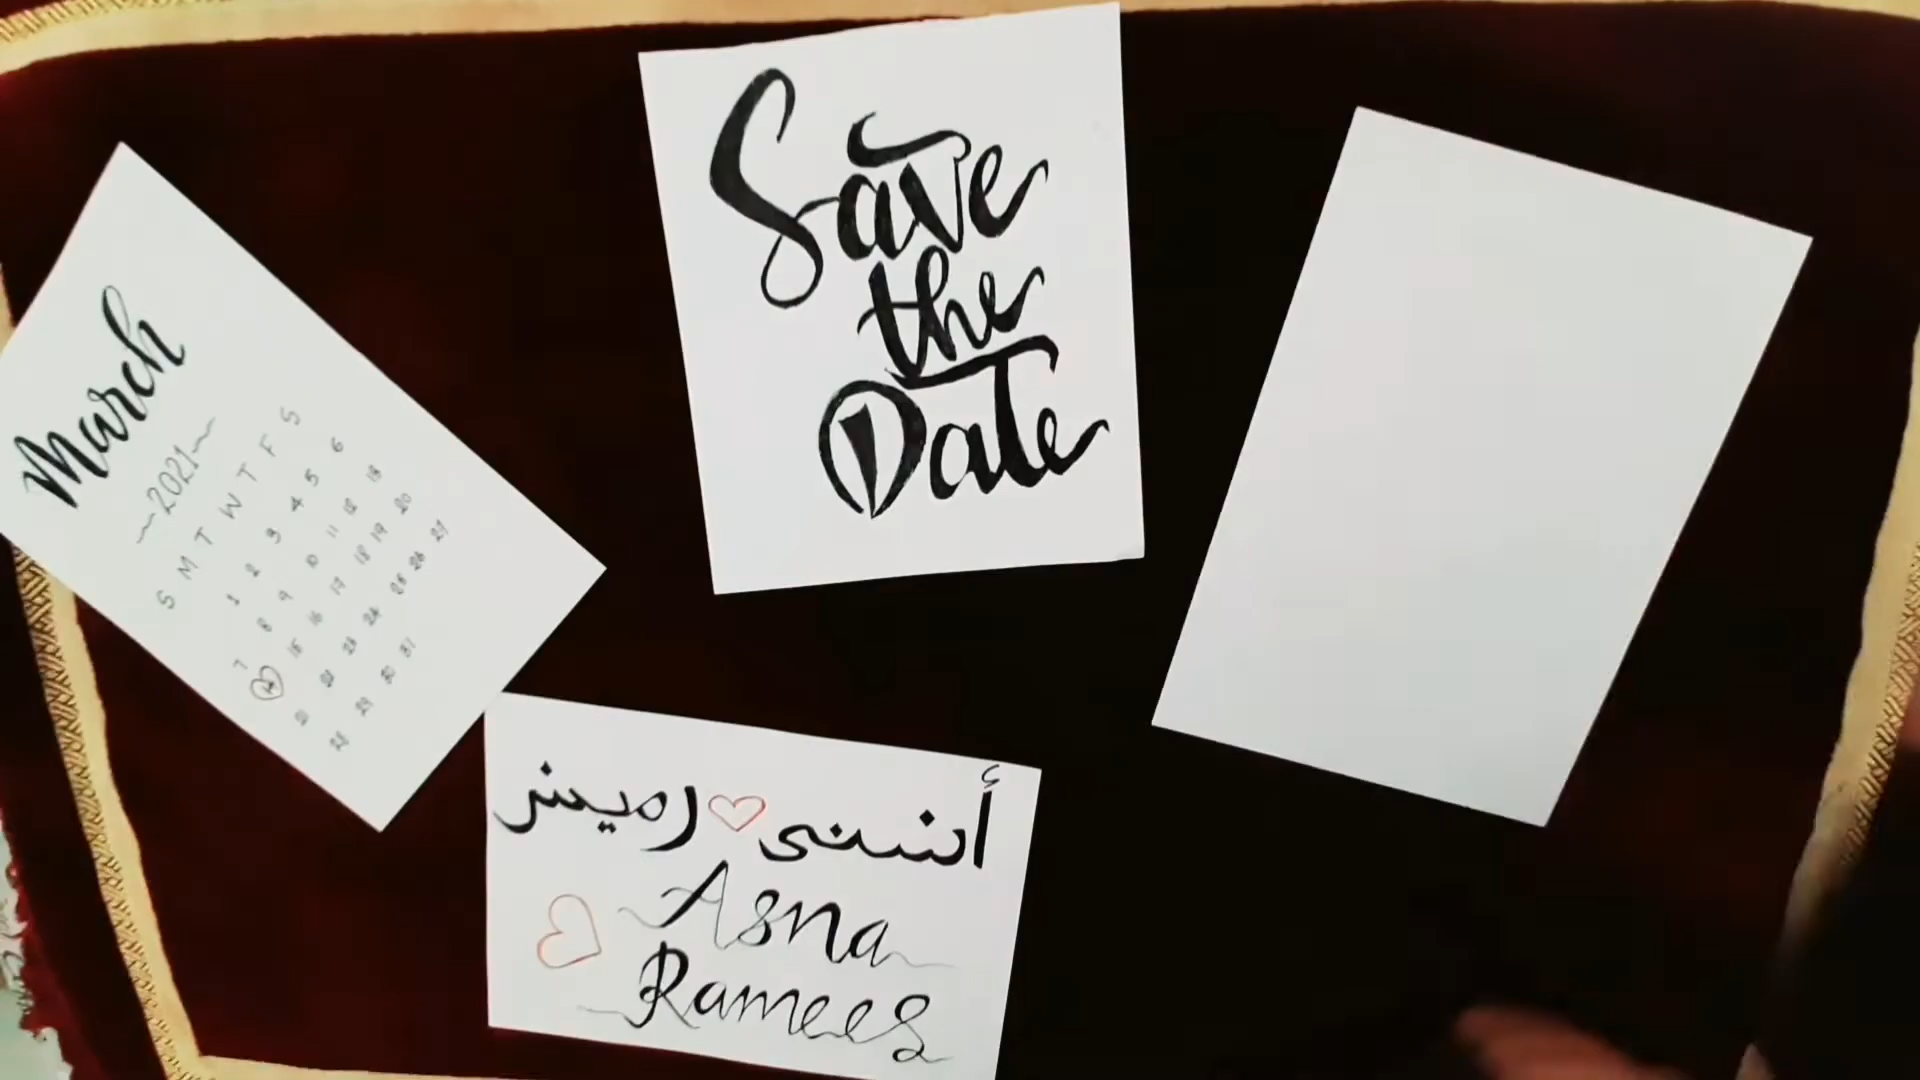 Save
the
Date
March
2021
S M T W T F S
1 2 3 4 5 6
7 8 9 10 11 12 13
14 15 16 17 18 19 20
21 22 23 24 25 26 27
28 29 30 31
أسنى رميز
Asna
Ramees